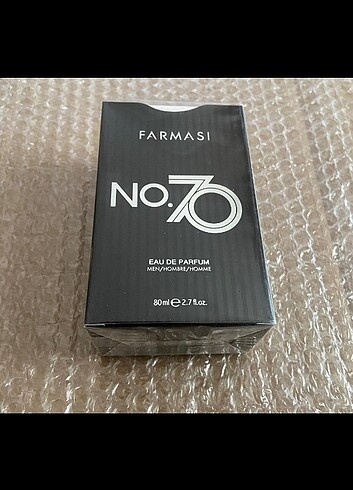 FARMASI
NO.70
EAU DE PARFUM
MEN/HOMBRE/HOMME
80ml ℮ 2.7 fl.oz.